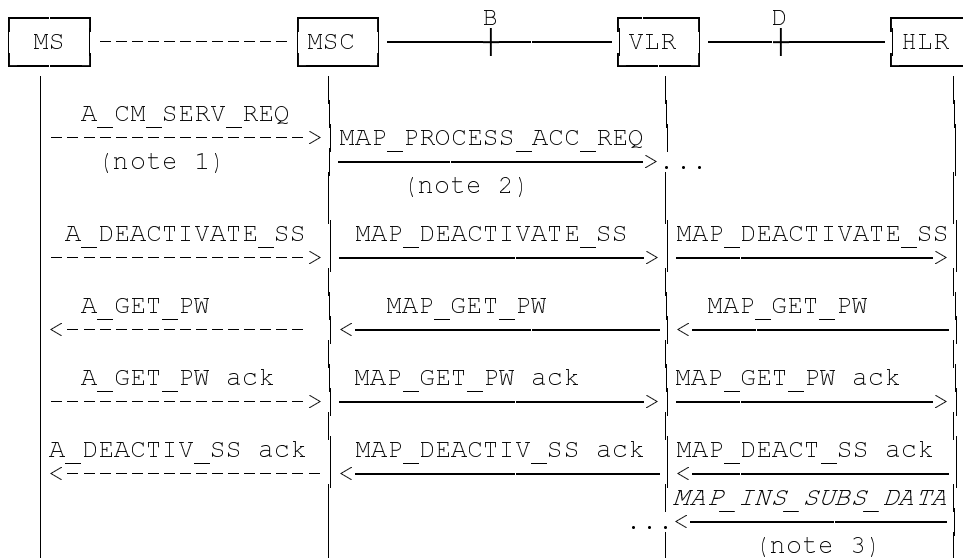 B D
MS MSC VLR HLR
A_CM_SERV_REQ
MAP_PROCESS_ACC_REQ
(note 1) ...
(note 2)
A_DEACTIVATE_SS MAP_DEACTIVATE_SS MAP_DEACTIVATE_SS
A_GET_PW MAP_GET_PW MAP_GET_PW
A_GET_PW ack MAP_GET_PW ack MAP_GET_PW ack
A_DEACTIV_SS ack MAP_DEACTIV_SS ack MAP_DEACT_SS ack
MAP_INS_SUBS_DATA
...
(note 3)